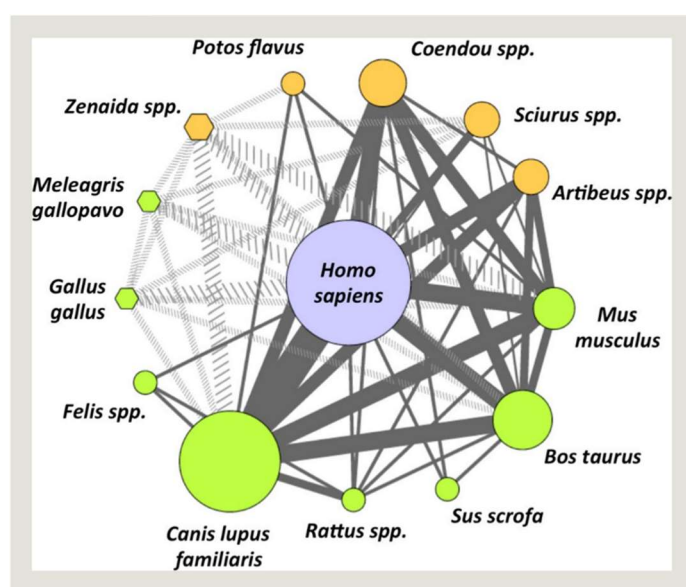 Potos flavus
Coendou spp.
Zenaida spp.
Sciurus spp.
Meleagris
gallopavo
Artibeus spp.
Homo
sapiens
Gallus
gallus
Mus
musculus
Felis spp.
Bos taurus
Sus scrofa
Rattus spp.
Canis lupus
familiaris